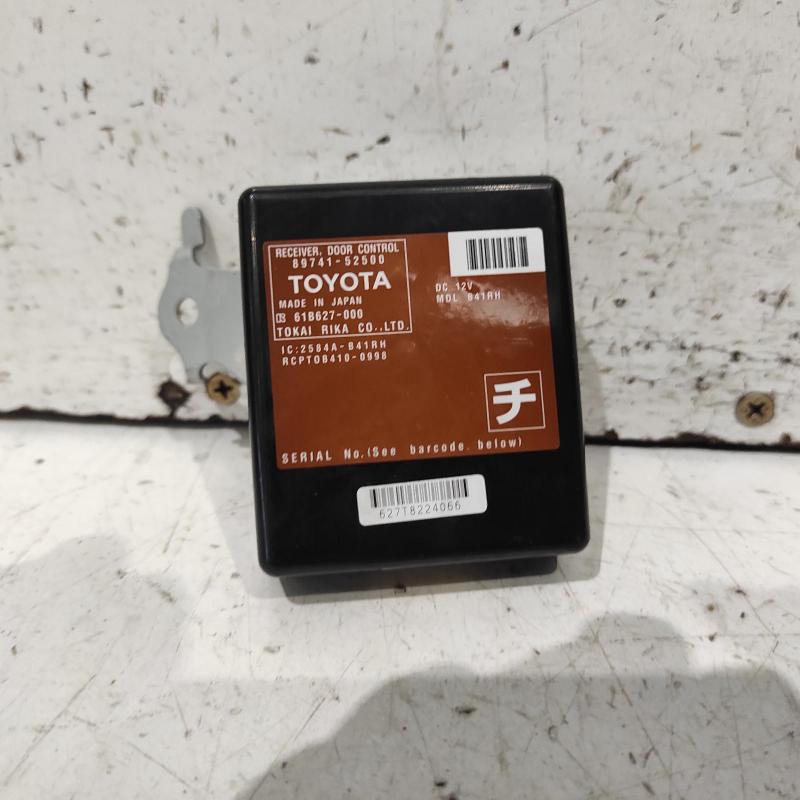 RECEIVER, DOOR CONTROL
89741-52500
TOYOTA
MADE IN JAPAN
61B627-000
TOKAI RIKA CO.,LTD.
DC 12V
MDL B41RH
IC:2584A-B41RH
RCPTOB410-0998
チ
SERIAL No.(See barcode below)
627T8224066